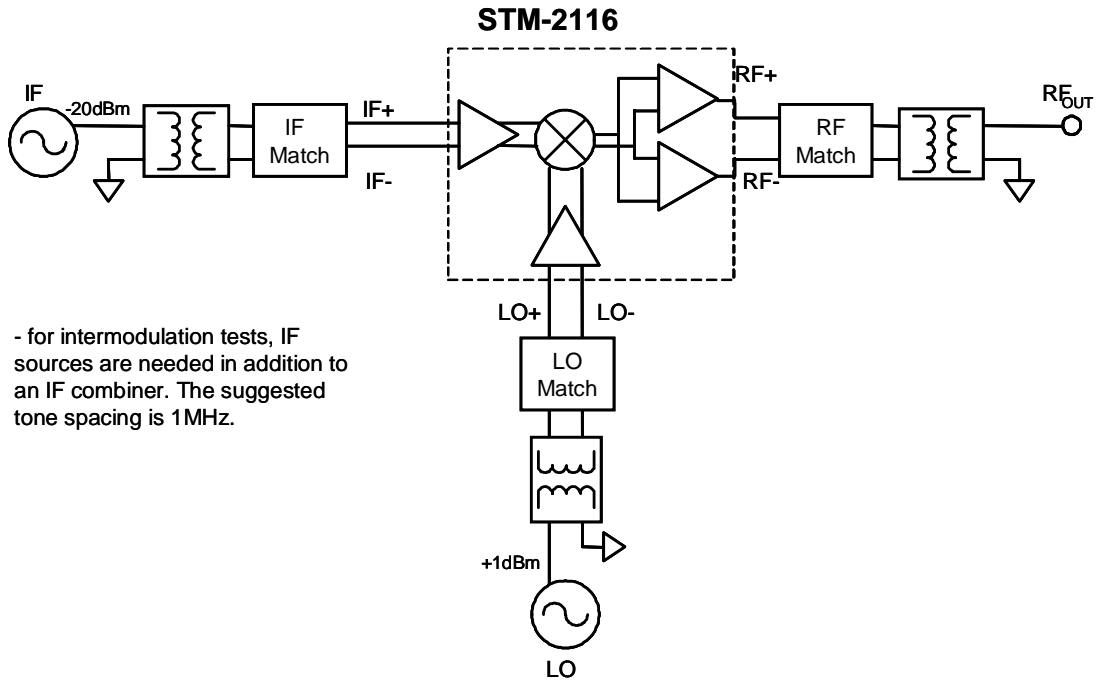 STM-2116
IF
-20dBm
IF
Match
IF+
IF-
RF+
RF-
RF
Match
RFOUT
LO+
LO-
- for intermodulation tests, IF
sources are needed in addition to
an IF combiner. The suggested
tone spacing is 1MHz.
LO
Match
+1dBm
LO